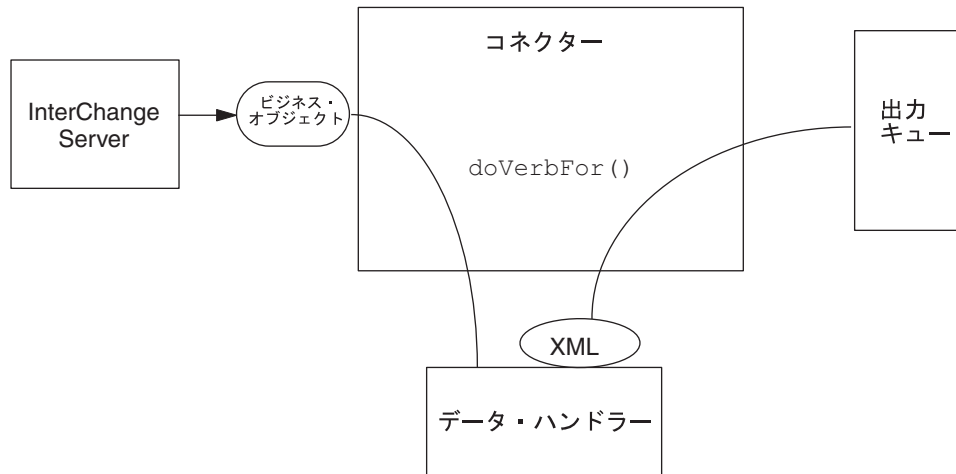 コネクター
InterChange
Server
ビジネス・
オブジェクト
出力
キュー
doVerbFor()
XML
データ・ハンドラー